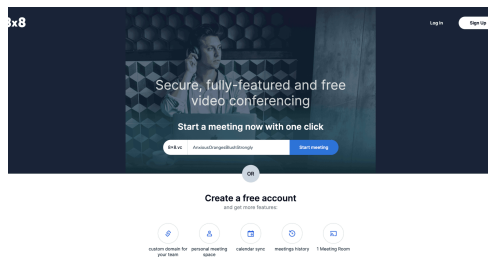 8x8
Log In
Sign Up
Secure, fully-featured and free
video conferencing
Start a meeting now with one click
8x8.vc
AnxiousOrangesBlushStrongly
Start meeting
OR
Create a free account
and get more features:
custom domain for
your team
personal meeting
space
calendar sync
meetings history
1 Meeting Room